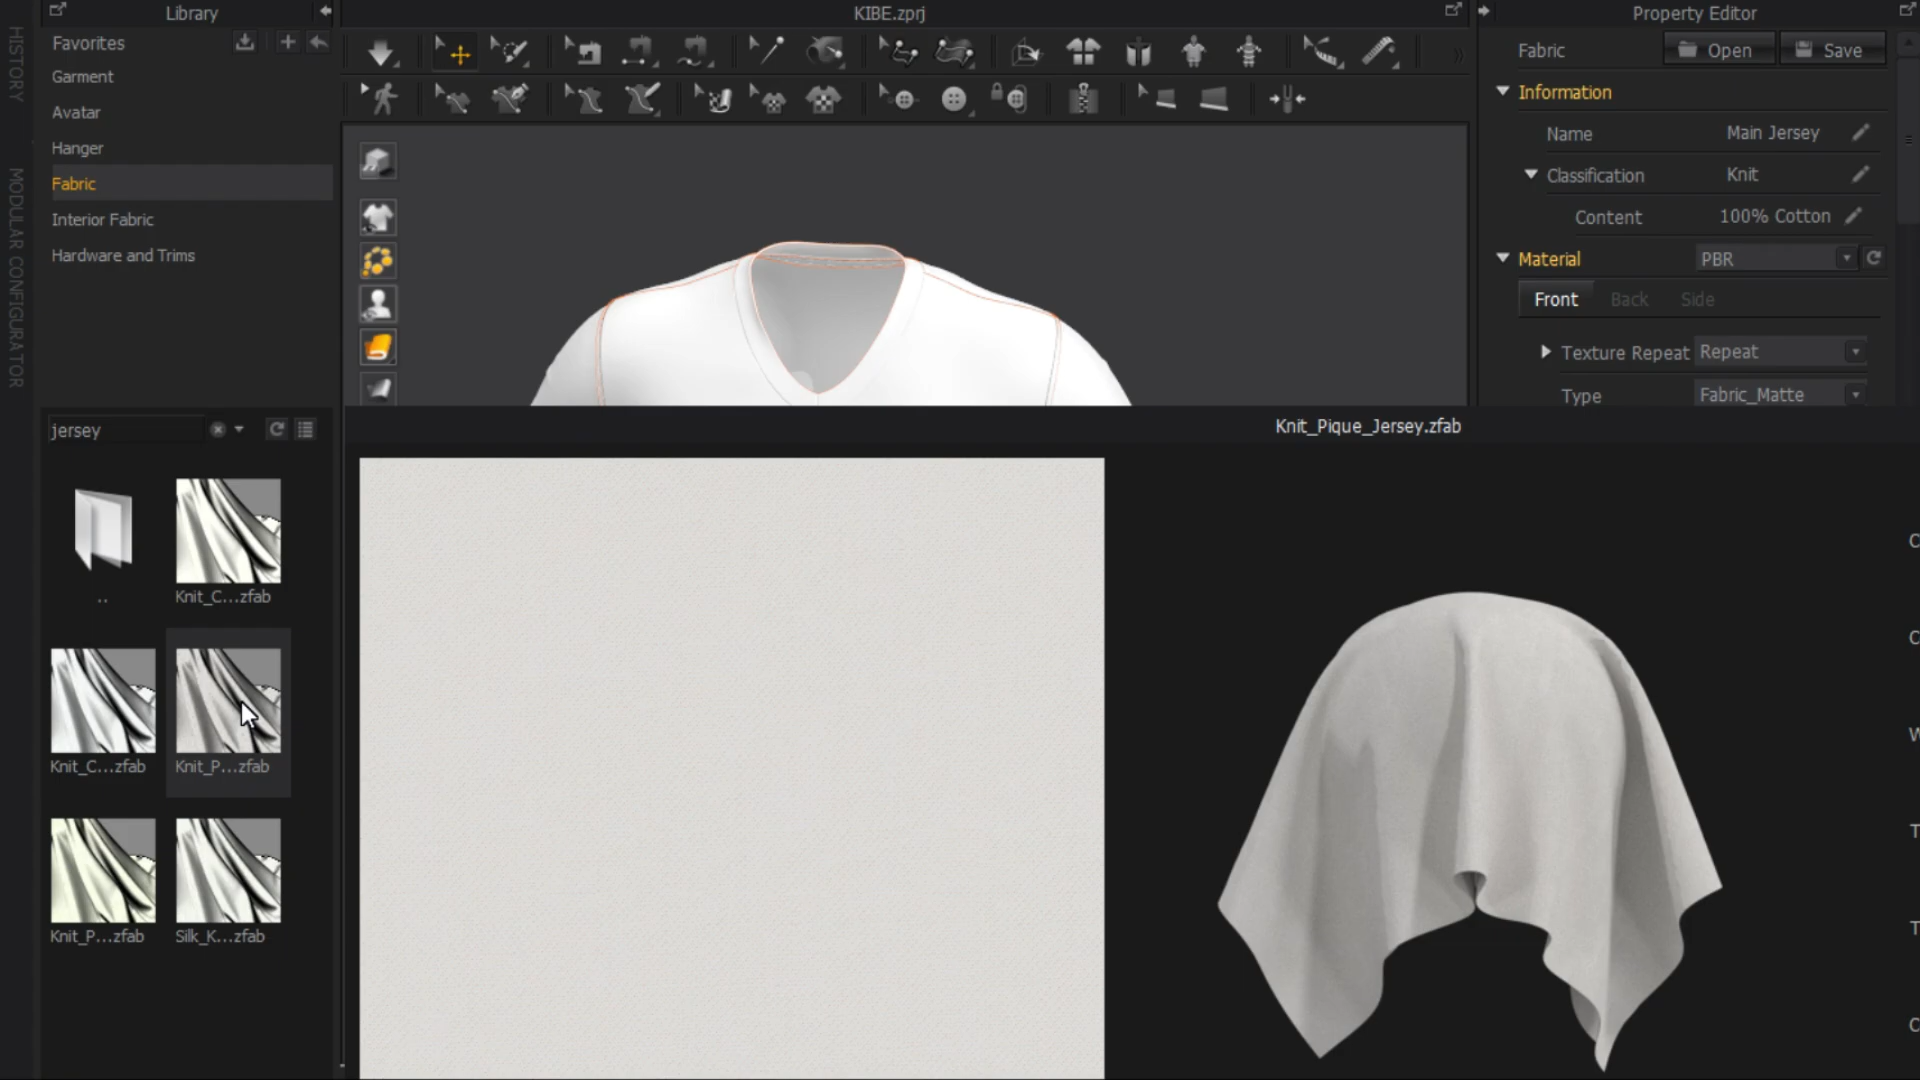 Library
KIBE.zprj
Property Editor
HISTORY
MODULAR CONFIGURATOR
Favorites
Garment
Avatar
Hanger
Fabric
Interior Fabric
Hardware and Trims
Fabric
Open
Save
Information
Name
Main Jersey
Classification
Knit
Content
100% Cotton
Material
PBR
Front
Back
Side
Texture Repeat
Repeat
Type
Fabric_Matte
jersey
Knit_Pique_Jersey.zfab
..
Knit_C...zfab
Knit_C...zfab
Knit_P...zfab
Knit_P...zfab
Silk_K...zfab
C
C
W
T
T
C